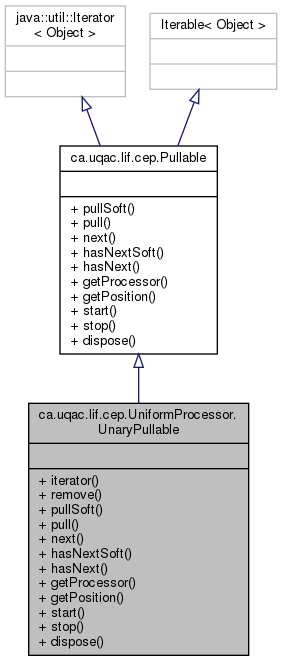 java::util::Iterator
< Object >
Iterable< Object >
ca.uqac.lif.cep.Pullable
+ pullSoft()
+ pull()
+ next()
+ hasNextSoft()
+ hasNext()
+ getProcessor()
+ getPosition()
+ start()
+ stop()
+ dispose()
ca.uqac.lif.cep.UniformProcessor.
UnaryPullable
+ iterator()
+ remove()
+ pullSoft()
+ pull()
+ next()
+ hasNextSoft()
+ hasNext()
+ getProcessor()
+ getPosition()
+ start()
+ stop()
+ dispose()